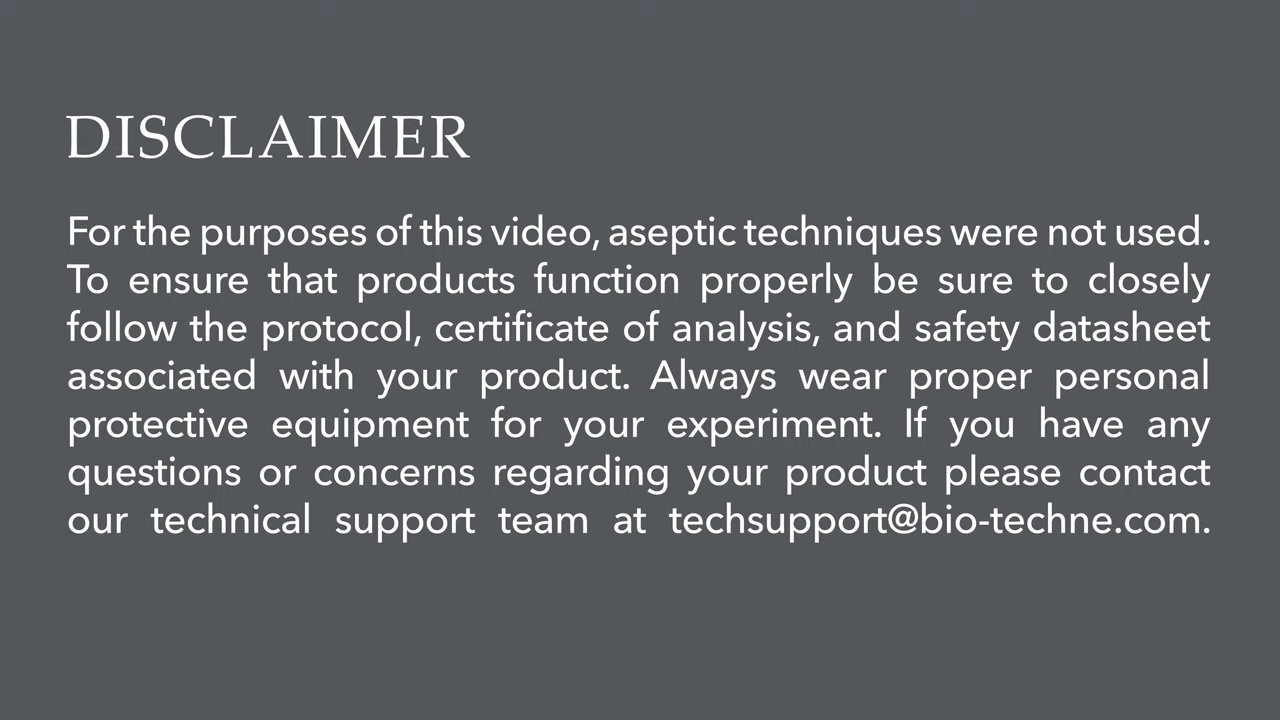 DISCLAIMER
For the purposes of this video, aseptic techniques were not used.
To ensure that products function properly be sure to closely
follow the protocol, certificate of analysis, and safety datasheet
associated with your product. Always wear proper personal
protective equipment for your experiment. If you have any
questions or concerns regarding your product please contact
our technical support team at techsupport@bio-techne.com.